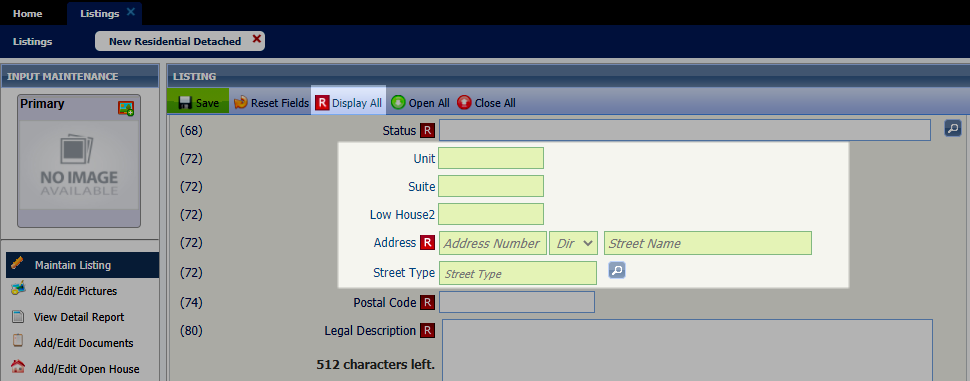 Home Listings ×
Listings New Residential Detached ×
INPUT MAINTENANCE
LISTING
Primary
NO IMAGE
AVAILABLE
Save Reset Fields R Display All Open All Close All
(68) Status R
(72) Unit
(72) Suite
(72) Low House2
(72) Address R Address Number Dir Street Name
(72) Street Type Street Type
(74) Postal Code R
(80) Legal Description R
512 characters left.
Maintain Listing
Add/Edit Pictures
View Detail Report
Add/Edit Documents
Add/Edit Open House